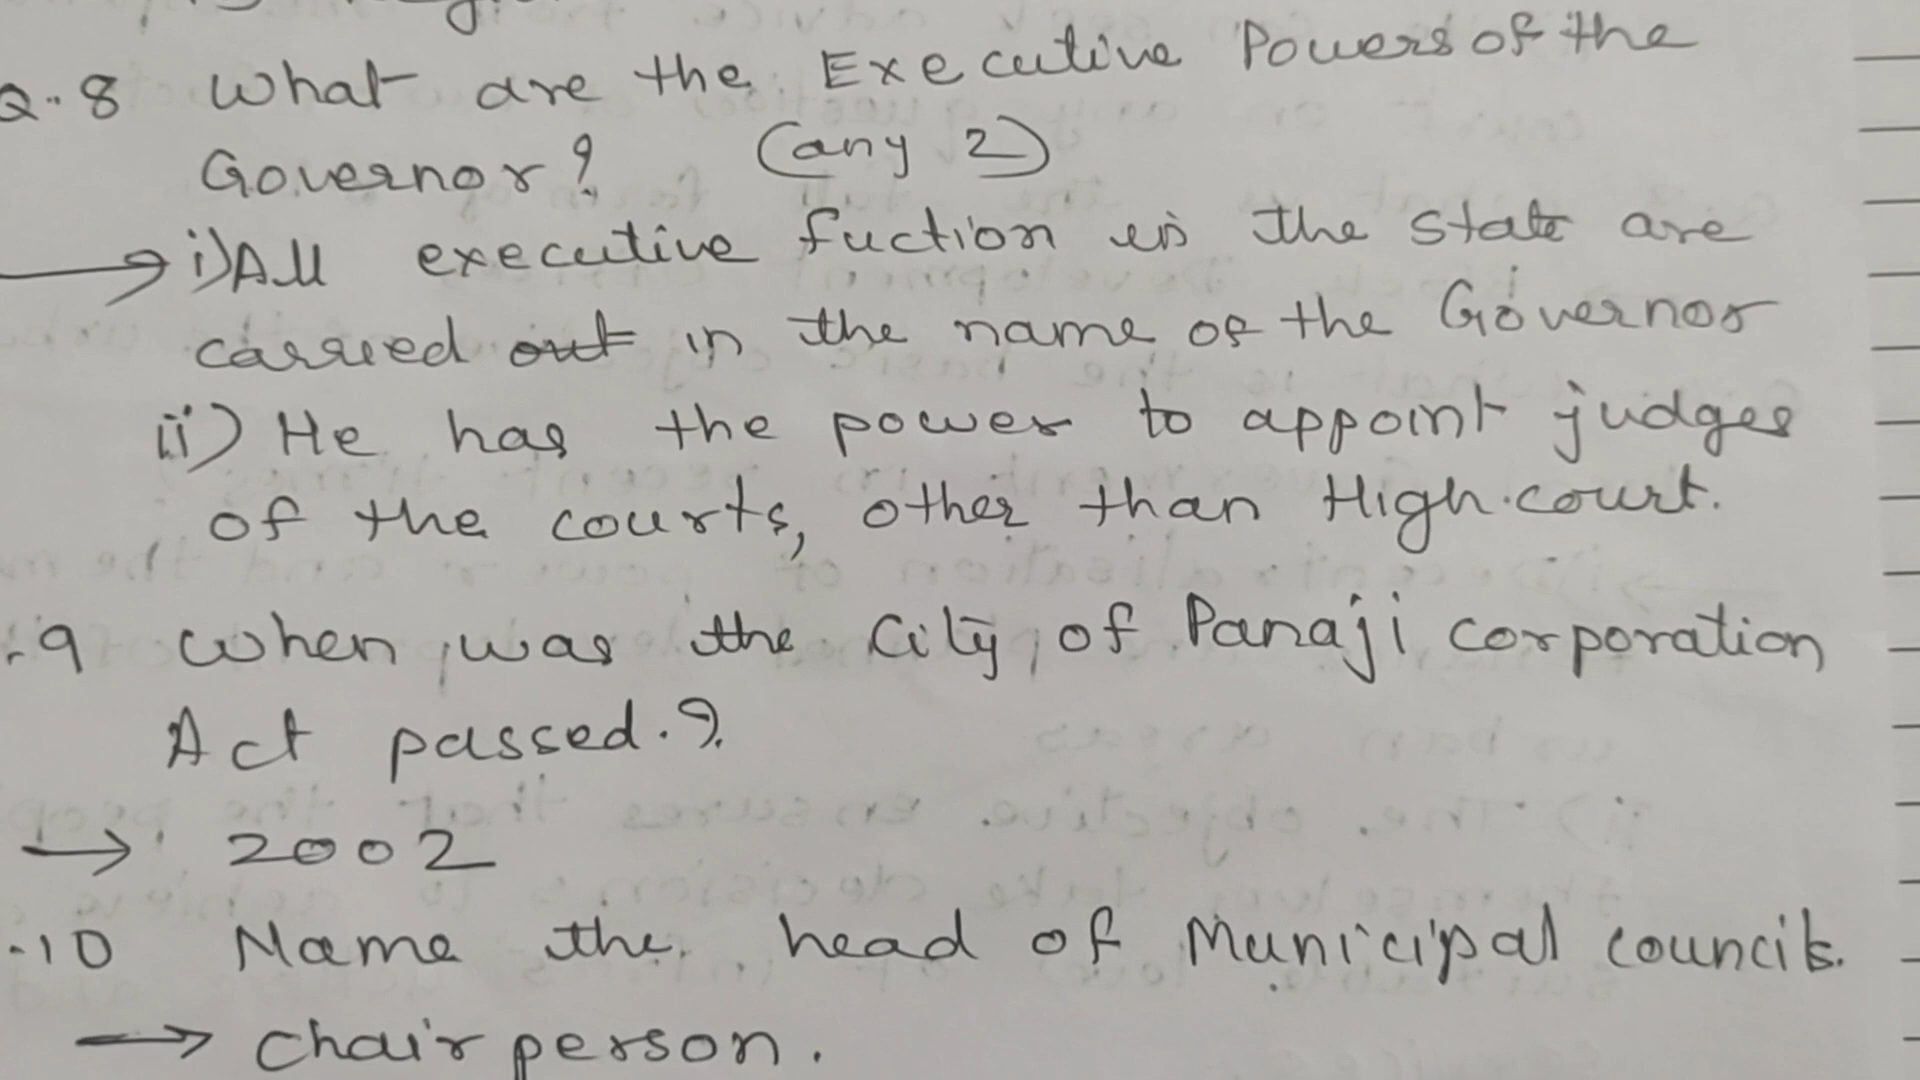 Q.8 What are the Executive Powers of the
Governor? (any 2)
→ i) All executive fuction in the state are
carried out in the name of the Governor
ii) He has the power to appoint judges
of the courts, other than High court.
.9 When was the City of Panaji corporation
Act passed.?
→ 2002
.10 Name the head of Municipal councils.
→ Chairperson.